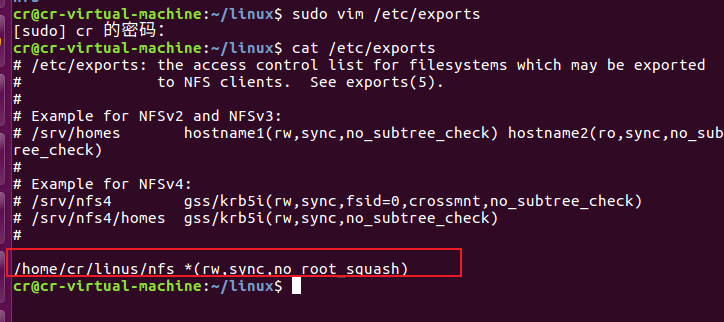 cr@cr-virtual-machine:~/linux$ sudo vim /etc/exports
[sudo] cr 的密码:
cr@cr-virtual-machine:~/linux$ cat /etc/exports
# /etc/exports: the access control list for filesystems which may be exported
#               to NFS clients.  See exports(5).
#
# Example for NFSv2 and NFSv3:
# /srv/homes       hostname1(rw,sync,no_subtree_check) hostname2(ro,sync,no_sub
ree_check)
#
# Example for NFSv4:
# /srv/nfs4        gss/krb5i(rw,sync,fsid=0,crossmnt,no_subtree_check)
# /srv/nfs4/homes  gss/krb5i(rw,sync,no_subtree_check)
#
/home/cr/linus/nfs *(rw,sync,no_root_squash)
cr@cr-virtual-machine:~/linux$